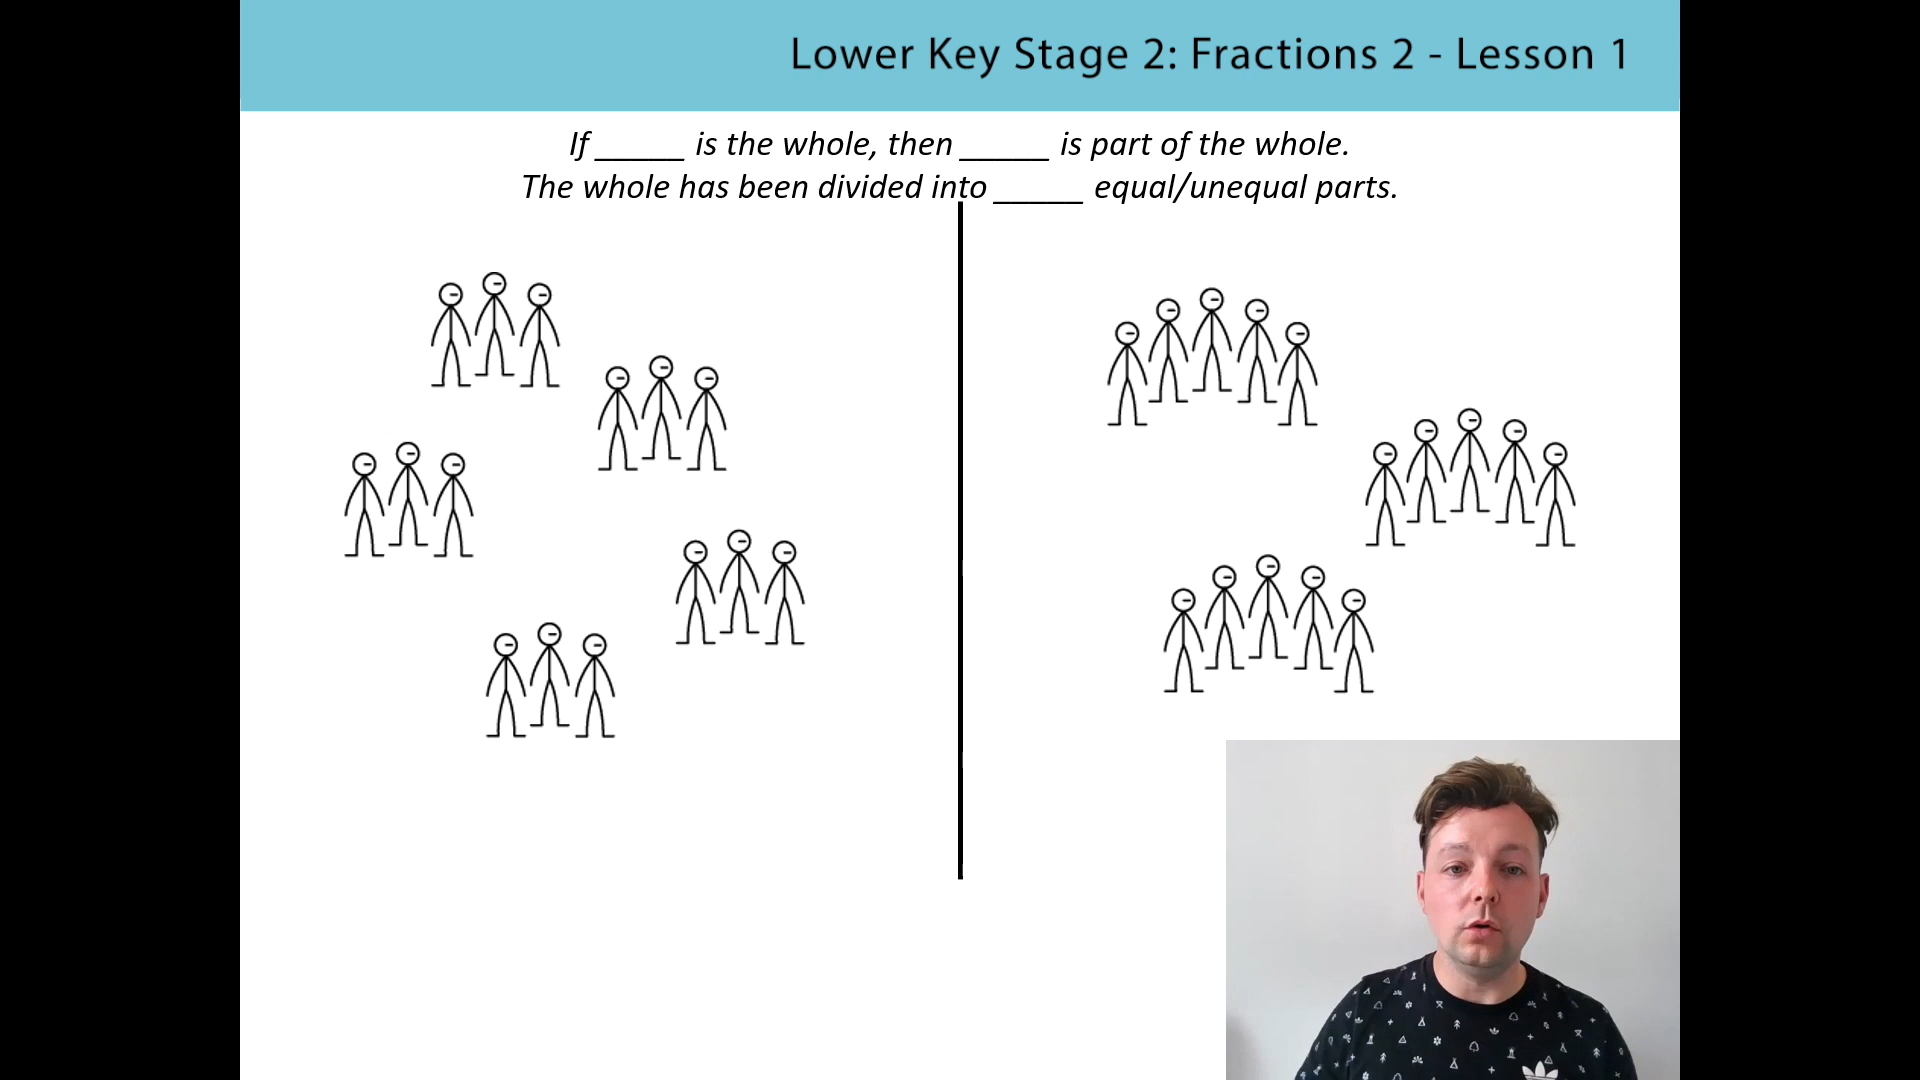 Lower Key Stage 2: Fractions 2 - Lesson 1
If _____ is the whole, then _____ is part of the whole.
The whole has been divided into _____ equal/unequal parts.